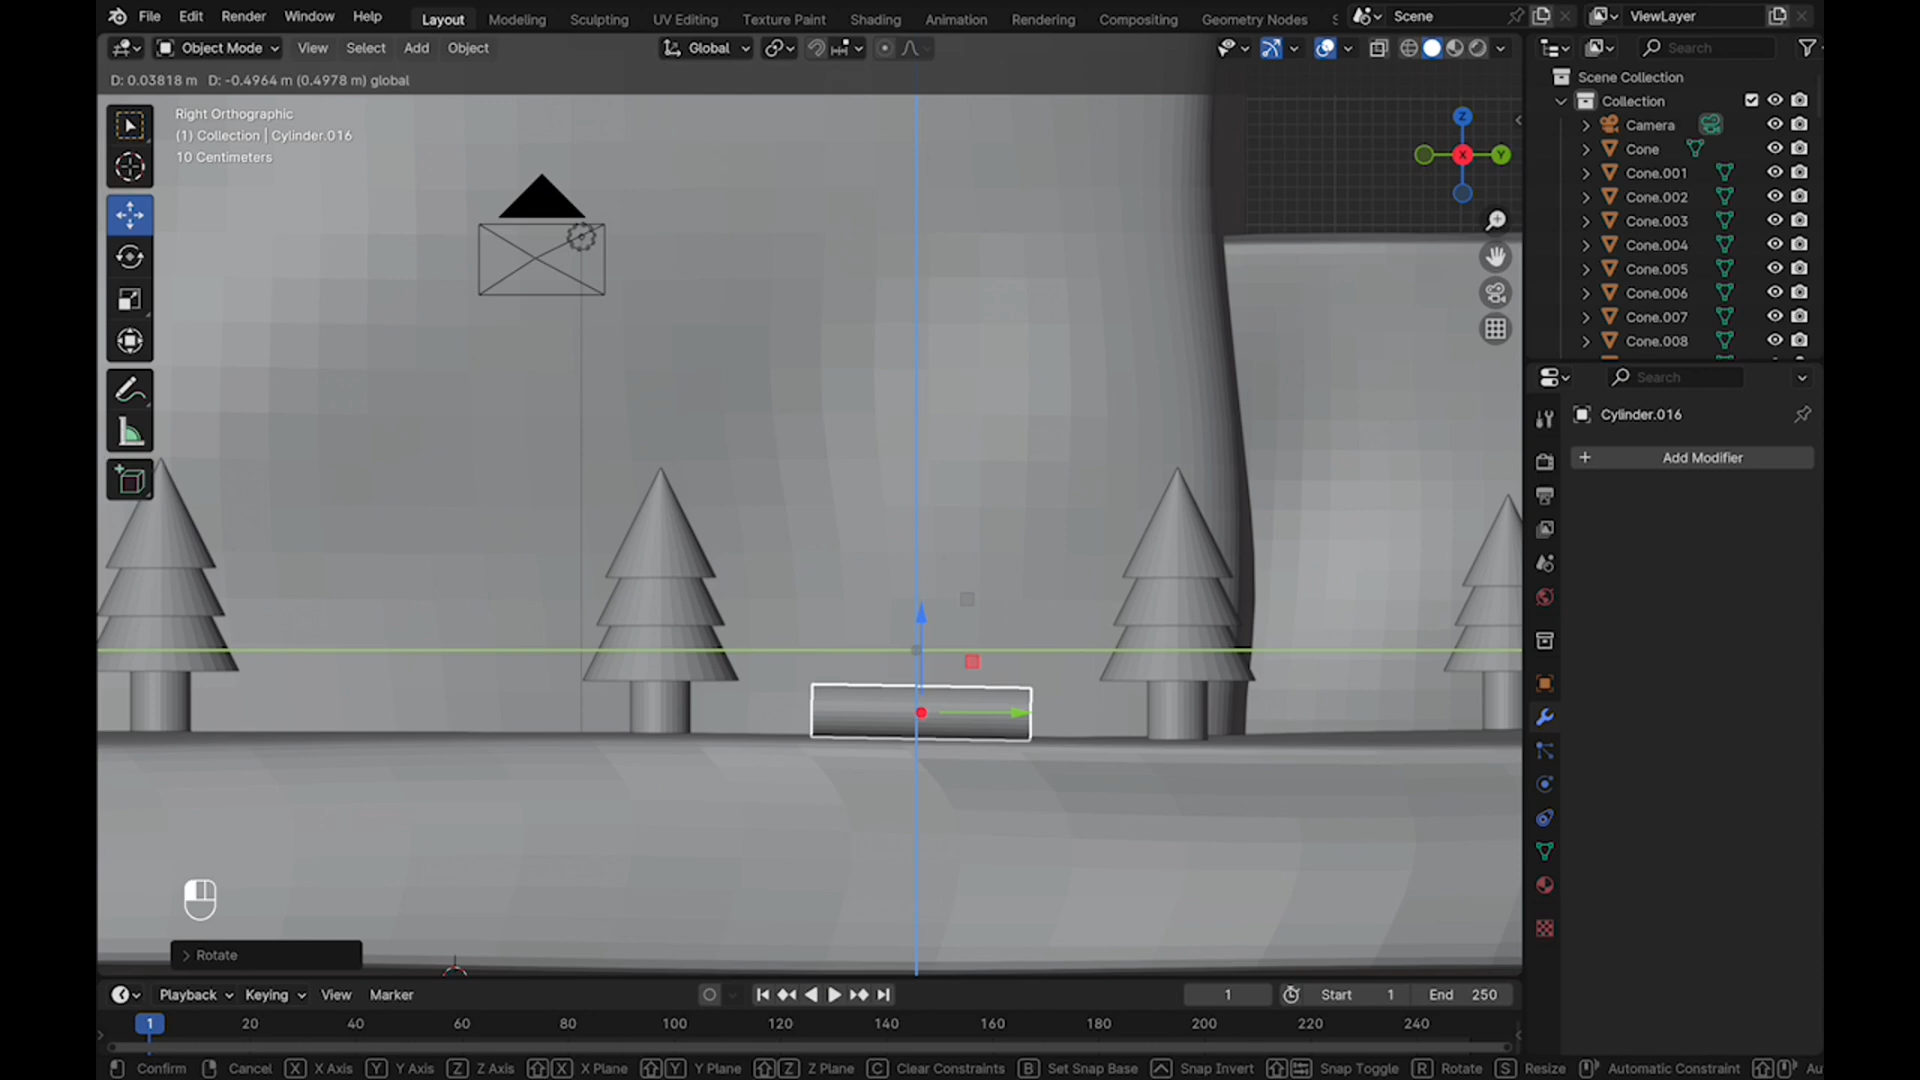 File Edit Render Window Help Layout Modeling Sculpting UV Editing Texture Paint Shading Animation Rendering Compositing Geometry Nodes S Scene ViewLayer
Object Mode View Select Add Object Global Search
D: 0.03818 m D: -0.4964 m (0.4978 m) global
Right Orthographic
(1) Collection | Cylinder.016
10 Centimeters
Z
X
Y
Scene Collection
Collection
Camera
Cone
Cone.001
Cone.002
Cone.003
Cone.004
Cone.005
Cone.006
Cone.007
Cone.008
Search
Cylinder.016
+ Add Modifier
Rotate
Playback Keying View Marker 1 Start 1 End 250
1 20 40 60 80 100 120 140 160 180 200 220 240
Confirm Cancel X X Axis Y Y Axis Z Z Axis X X Plane Y Y Plane Z Z Plane C Clear Constraints B Set Snap Base Snap Invert Snap Toggle R Rotate S Resize Automatic Constraint Au